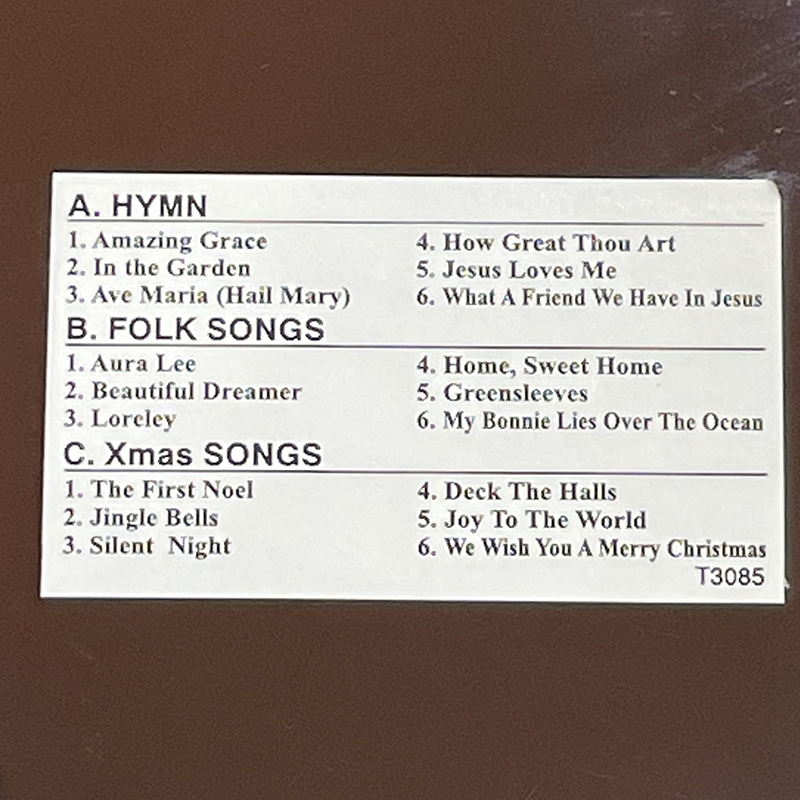 A. HYMN
1. Amazing Grace
2. In the Garden
3. Ave Maria (Hail Mary)
4. How Great Thou Art
5. Jesus Loves Me
6. What A Friend We Have In Jesus
B. FOLK SONGS
1. Aura Lee
2. Beautiful Dreamer
3. Loreley
4. Home, Sweet Home
5. Greensleeves
6. My Bonnie Lies Over The Ocean
C. Xmas SONGS
1. The First Noel
2. Jingle Bells
3. Silent Night
4. Deck The Halls
5. Joy To The World
6. We Wish You A Merry Christmas
T3085